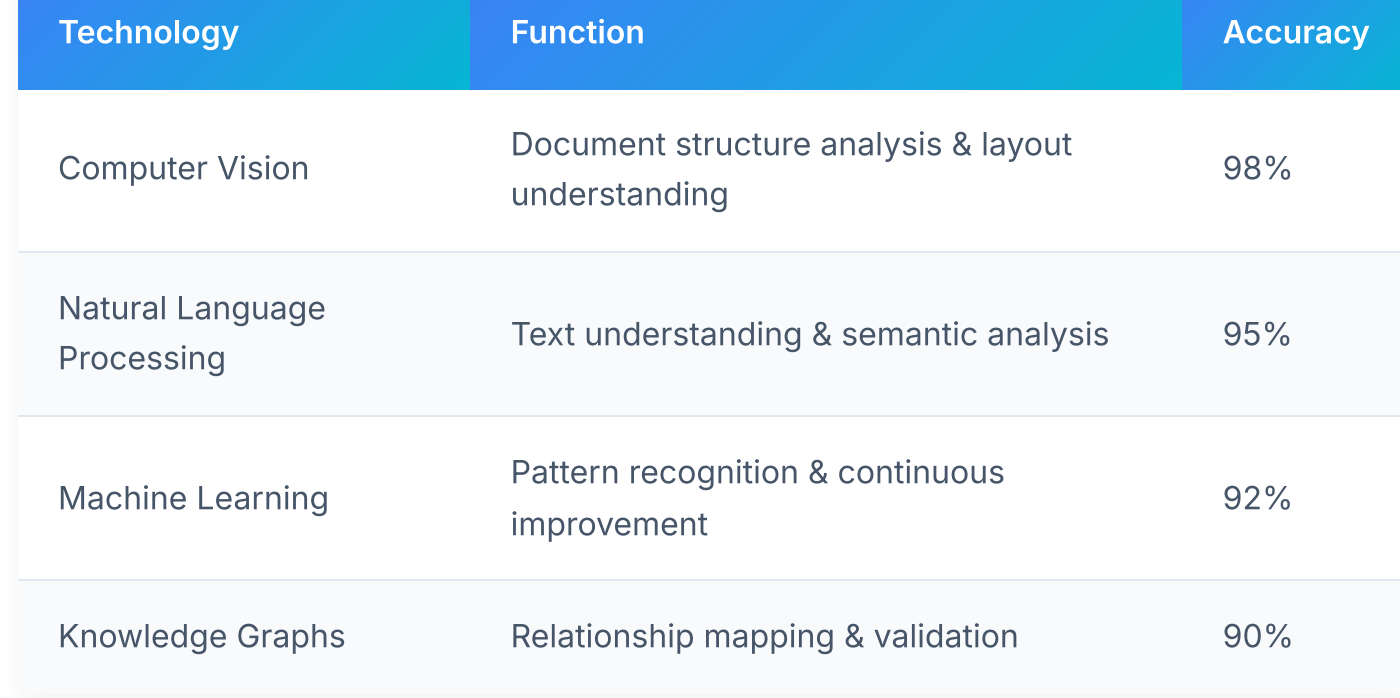 Technology Function Accuracy
Computer Vision
Document structure analysis & layout
understanding
98%
Natural Language
Processing
Text understanding & semantic analysis
95%
Machine Learning
Pattern recognition & continuous
improvement
92%
Knowledge Graphs
Relationship mapping & validation
90%